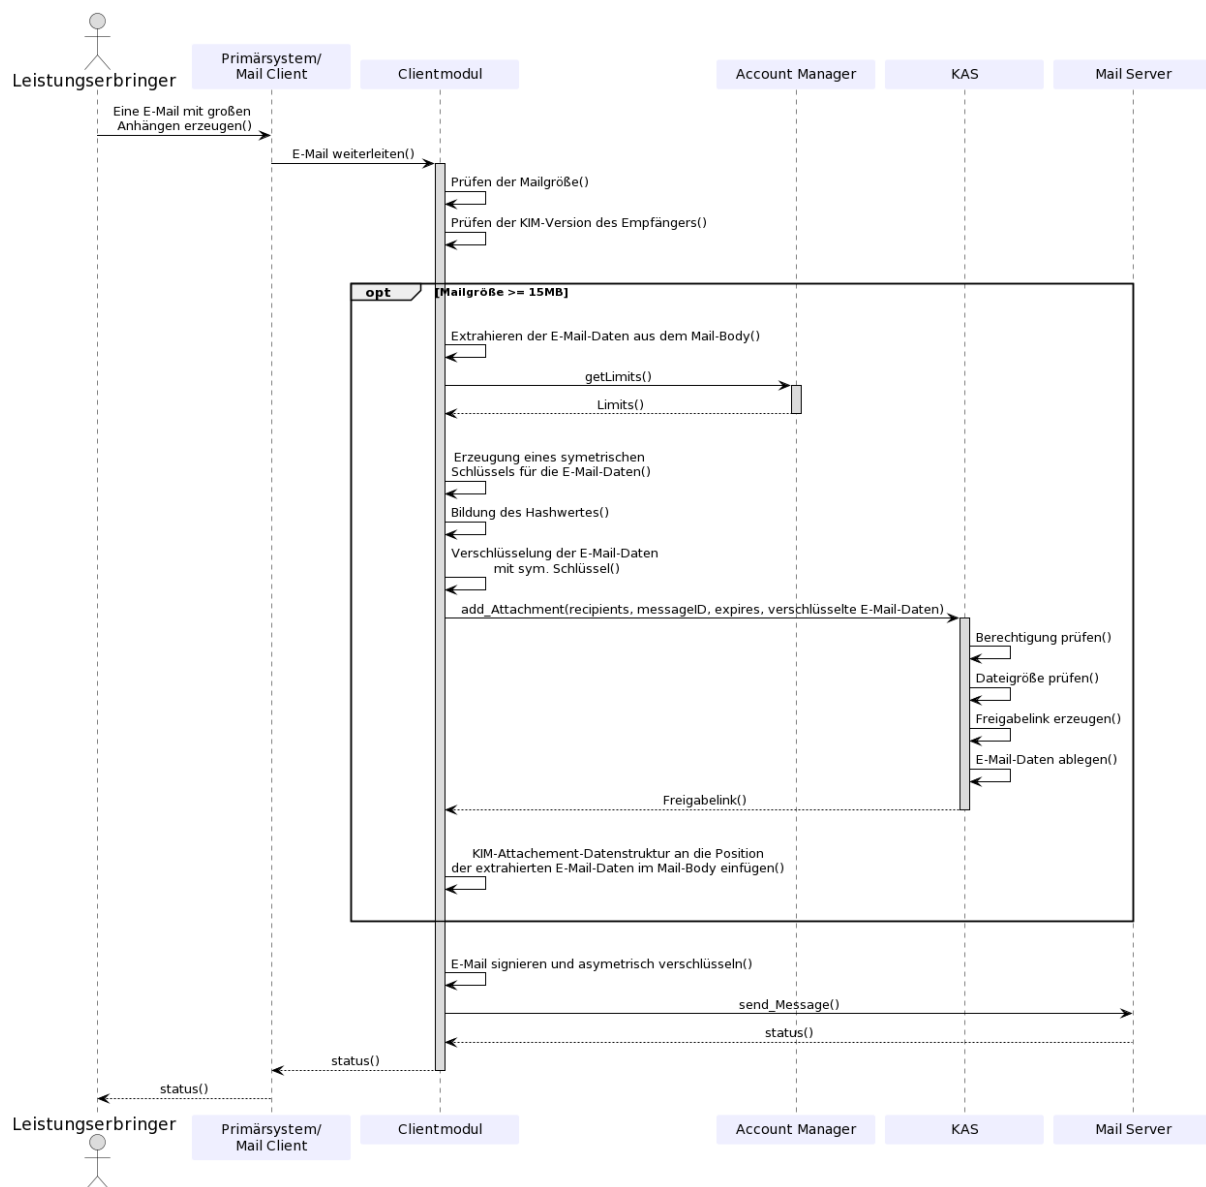 Leistungserbringer
Primärsystem/
Mail Client
Clientmodul
Account Manager
KAS
Mail Server
Eine E-Mail mit großen
Anhängen erzeugen()
E-Mail weiterleiten()
Prüfen der Mailgröße()
Prüfen der KIM-Version des Empfängers()
opt
[Mailgröße >= 15MB]
Extrahieren der E-Mail-Daten aus dem Mail-Body()
getLimits()
Limits()
Erzeugung eines symetrischen
Schlüssels für die E-Mail-Daten()
Bildung des Hashwertes()
Verschlüsselung der E-Mail-Daten
mit sym. Schlüssel()
add_Attachment(recipients, messageID, expires, verschlüsselte E-Mail-Daten)
Berechtigung prüfen()
Dateigröße prüfen()
Freigabelink erzeugen()
E-Mail-Daten ablegen()
Freigabelink()
KIM-Attachement-Datenstruktur an die Position
der extrahierten E-Mail-Daten im Mail-Body einfügen()
E-Mail signieren und asymetrisch verschlüsseln()
send_Message()
status()
status()
status()
Leistungserbringer
Primärsystem/
Mail Client
Clientmodul
Account Manager
KAS
Mail Server